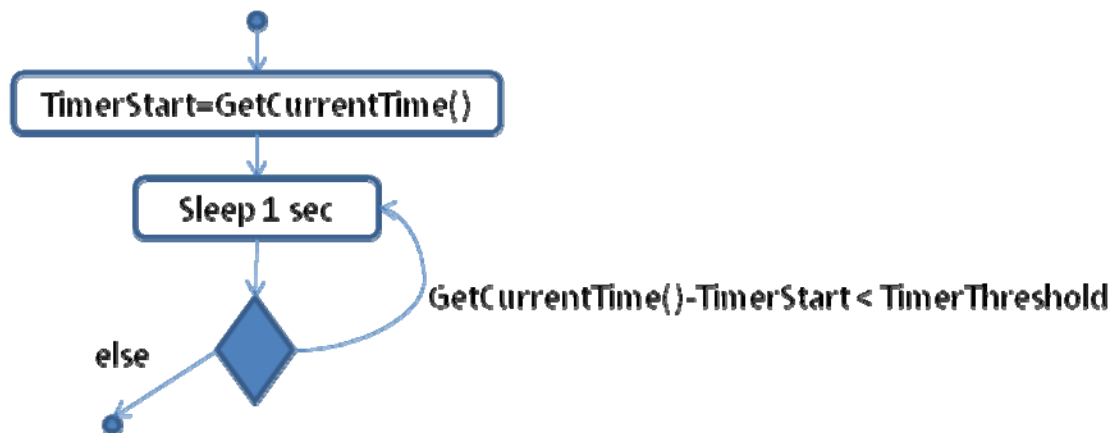 TimerStart=GetCurrentTime()
Sleep 1 sec
GetCurrentTime()-TimerStart < TimerThreshold
else